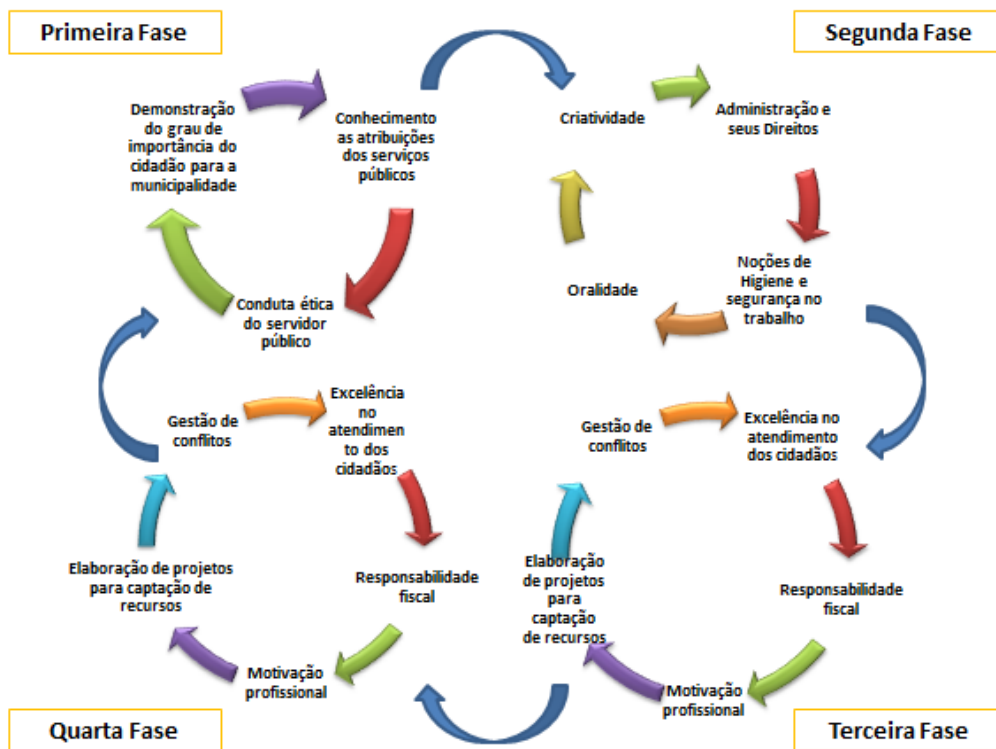 Primeira Fase
Segunda Fase
Demonstração
do grau de
importância do
cidadão para a
municipalidade
Conhecimento
as atribuições
dos serviços
públicos
Conduta ética
do servidor
público
Criatividade
Administração e
seus Direitos
Noções de
Higiene e
segurança no
trabalho
Oralidade
Gestão de
conflitos
Excelência
no
atendimen
to dos
cidadãos
Responsabilidade
fiscal
Motivação
profissional
Elaboração de projetos
para captação de
recursos
Gestão de
conflitos
Excelência no
atendimento
dos cidadãos
Responsabilidade
fiscal
Motivação
profissional
Elaboração
de projetos
para
captação
de recursos
Quarta Fase
Terceira Fase